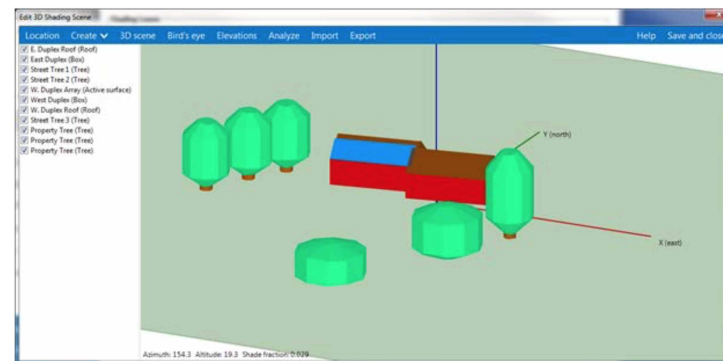 Edit 3D Shading Scene
Location Create 3D scene Bird's eye Elevations Analyze Import Export Help Save and close
E. Duplex Roof (Roof)
East Duplex (Box)
Street Tree 1 (Tree)
Street Tree 2 (Tree)
W. Duplex Array (Active surface)
West Duplex (Box)
W. Duplex Roof (Roof)
Street Tree 3 (Tree)
Property Tree (Tree)
Property Tree (Tree)
Property Tree (Tree)
Y (north)
X (east)
Azimuth: 154.3 Altitude: 19.3 Shade fraction: 0.029